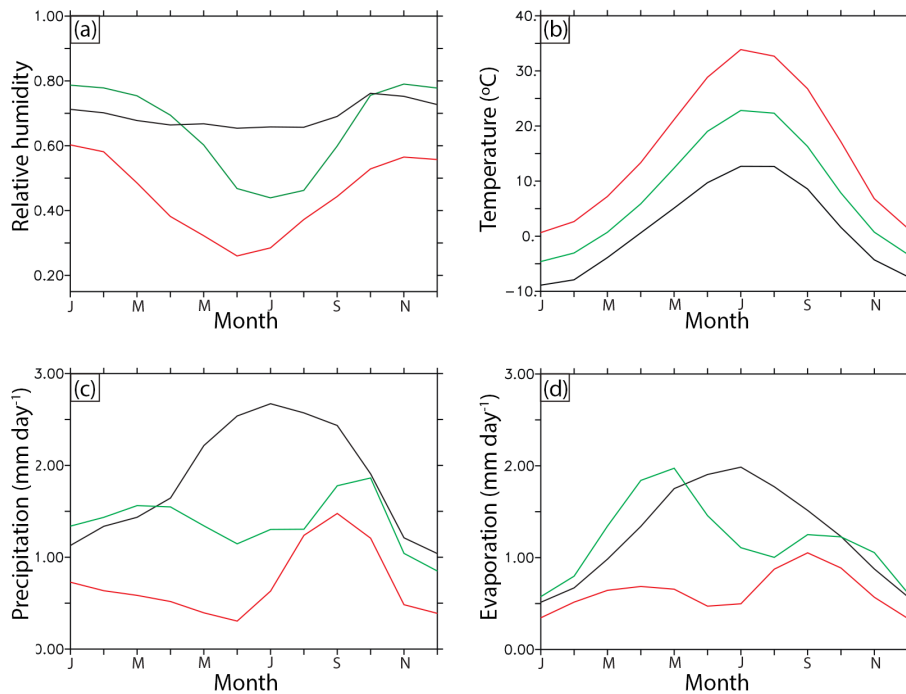 (a)
Relative humidity
1.00
0.80
0.60
0.40
0.20
J M M J S N
Month
(b)
Temperature (ºC)
40.
30.
20.
10.
0.
−10.
J M M J S N
Month
(c)
Precipitation (mm day⁻¹)
3.00
2.00
1.00
0.00
J M M J S N
Month
(d)
Evaporation (mm day⁻¹)
3.00
2.00
1.00
0.00
J M M J S N
Month